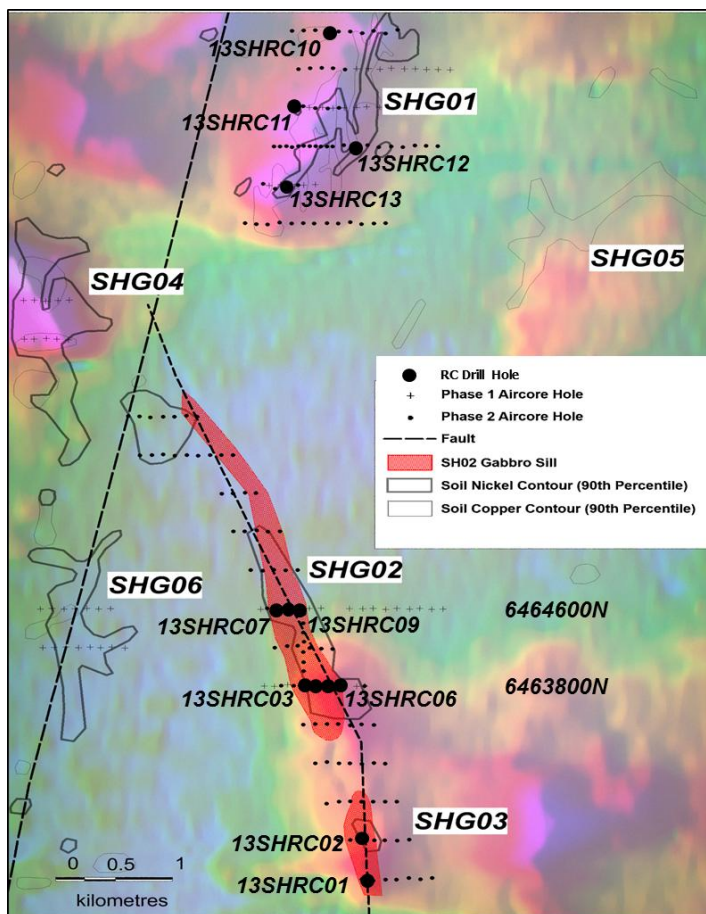 13SHRC10
SHG01
13SHRC11
13SHRC12
13SHRC13
SHG05
SHG04
RC Drill Hole
Phase 1 Aircore Hole
Phase 2 Aircore Hole
Fault
SH02 Gabbro Sill
Soil Nickel Contour (90th Percentile)
Soil Copper Contour (90th Percentile)
SHG02
SHG06
6464600N
13SHRC07
13SHRC09
13SHRC03
13SHRC06
6463800N
SHG03
13SHRC02
0 0.5 1
13SHRC01
kilometres